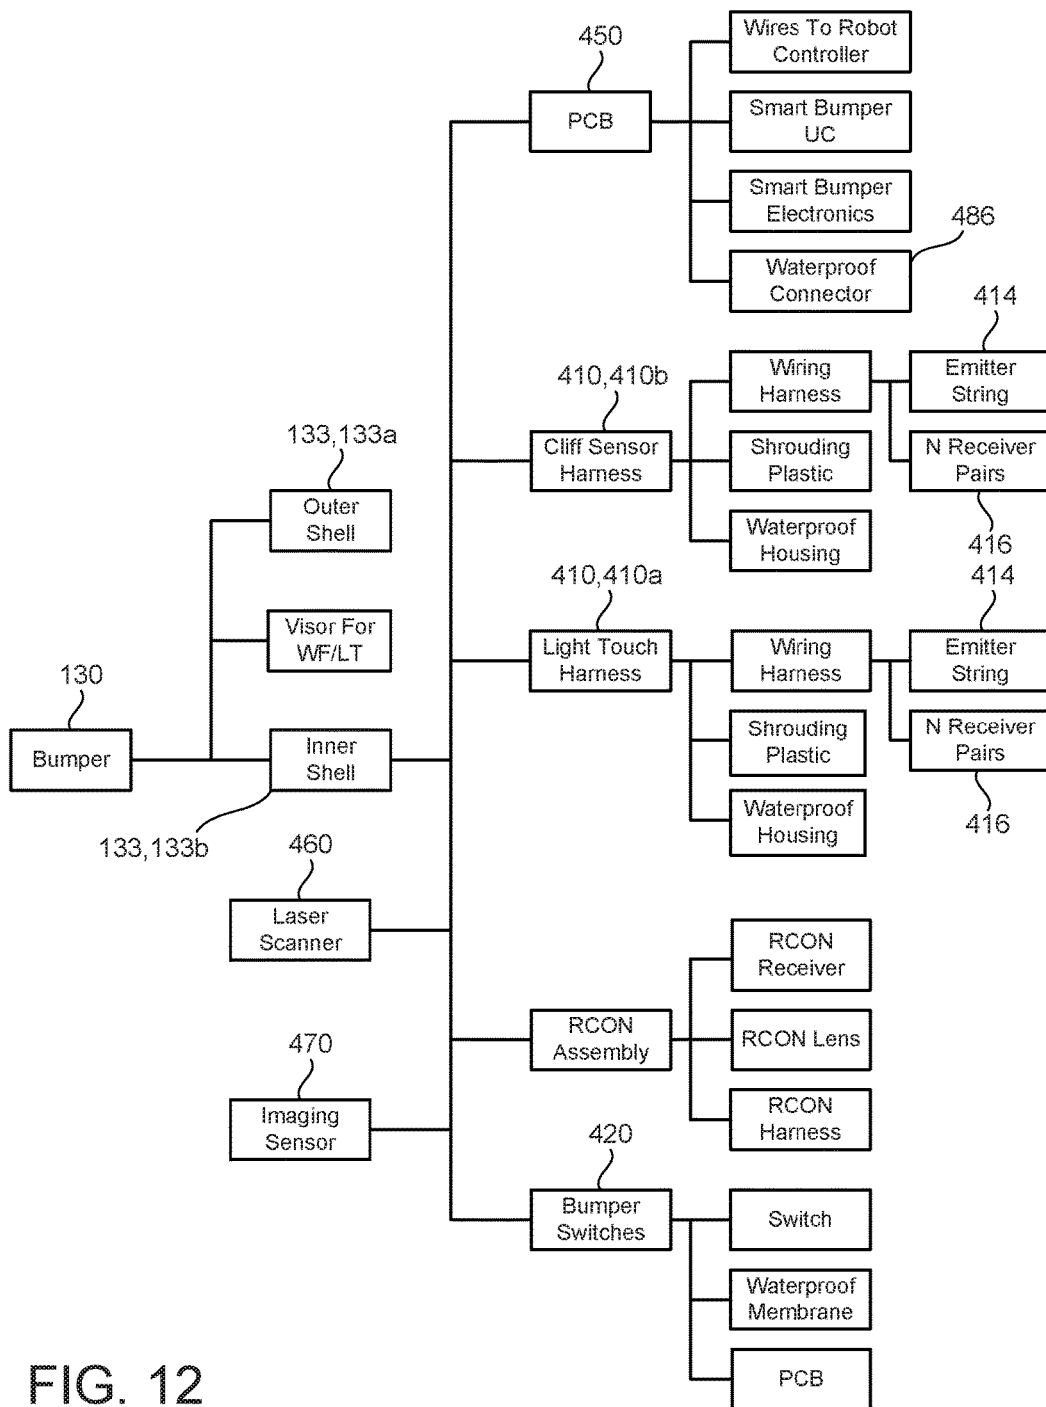 450
PCB
Wires To Robot
Controller
Smart Bumper
UC
Smart Bumper
Electronics
486
Waterproof
Connector
414
410,410b
Wiring
Harness
Emitter
String
133,133a
Cliff Sensor
Harness
Shrouding
Plastic
N Receiver
Pairs
Outer
Shell
Waterproof
Housing
416
410,410a
414
Visor For
WF/LT
Light Touch
Harness
Wiring
Harness
Emitter
String
130
Bumper
Inner
Shell
Shrouding
Plastic
N Receiver
Pairs
133,133b
460
Waterproof
Housing
416
Laser
Scanner
RCON
Receiver
470
RCON
Assembly
RCON Lens
Imaging
Sensor
RCON
Harness
420
Bumper
Switches
Switch
Waterproof
Membrane
PCB
FIG. 12